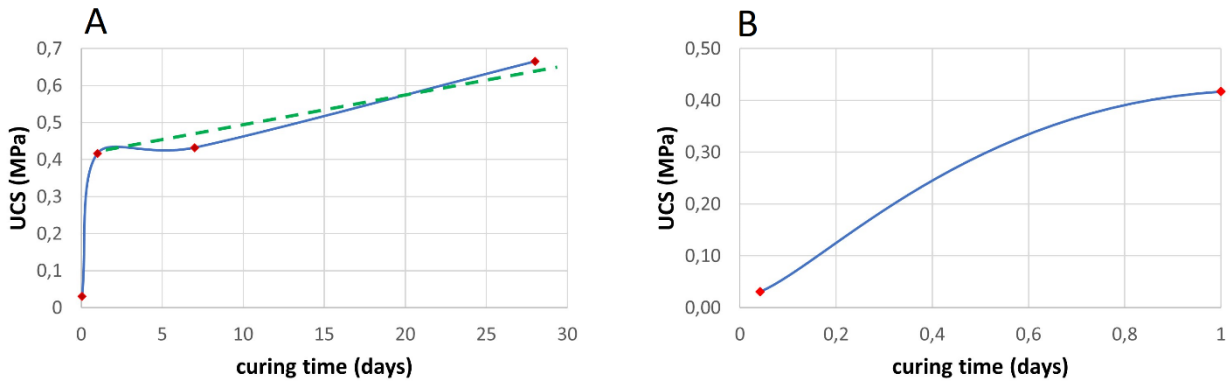 A
0,7
0,6
0,5
0,4
0,3
0,2
0,1
0
UCS (MPa)
0 5 10 15 20 25 30
curing time (days)
B
0,50
0,40
0,30
0,20
0,10
0,00
UCS (MPa)
0 0,2 0,4 0,6 0,8 1
curing time (days)